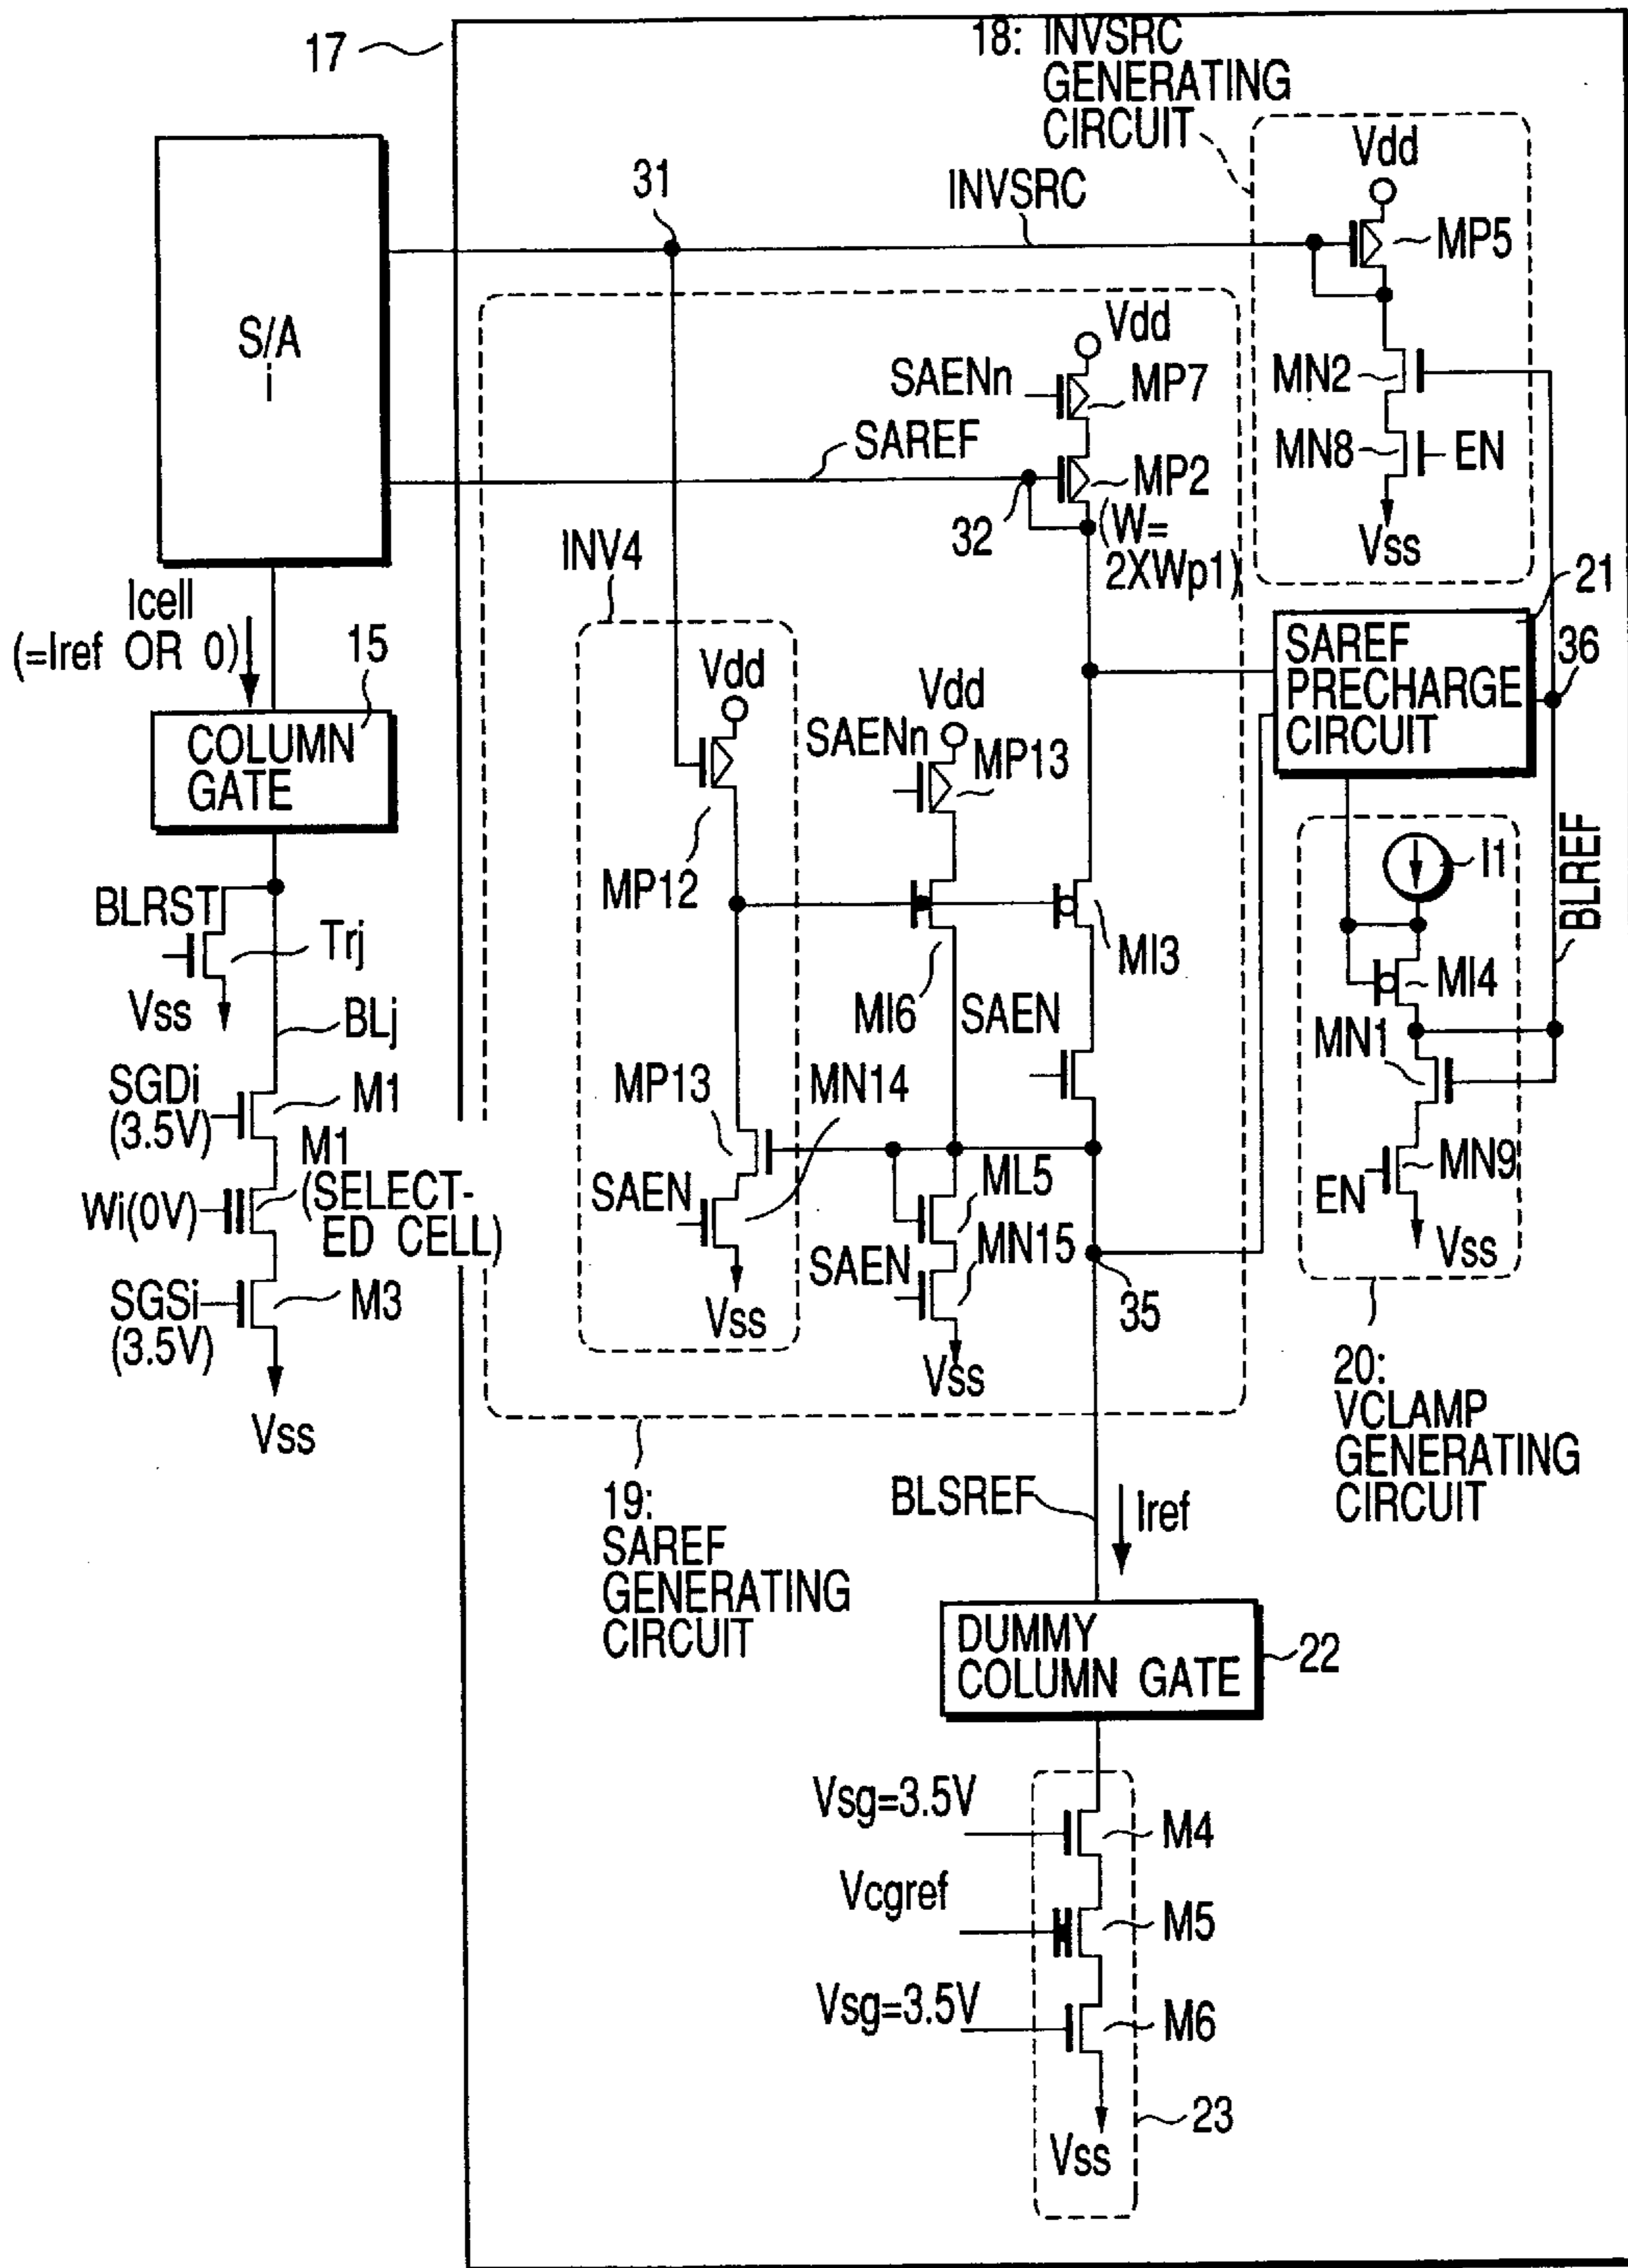 17
18: INVSRC
GENERATING
CIRCUIT
Vdd
MP5
31
INVSRC
S/A
i
Vdd
SAENn
MP7
MN2
MN8
EN
Vss
SAREF
MP2
(W=
2XWp1)
32
INV4
21
Icell
(=Iref OR 0)
15
COLUMN
GATE
SAREF
PRECHARGE
CIRCUIT
36
Vdd
Vdd
SAENn
MP13
MP12
BLREF
I1
BLRST
Trj
Vss
BLj
MI3
MI6
SAEN
MI4
MN1
MP13
MN14
SGDi
(3.5V)
M1
M1
(SELECT-
ED CELL)
Wi(0V)
SAEN
ML5
MN15
SAEN
MN9
EN
Vss
SGSi
(3.5V)
M3
Vss
Vss
Vss
35
20:
VCLAMP
GENERATING
CIRCUIT
19:
SAREF
GENERATING
CIRCUIT
BLSREF
Iref
DUMMY
COLUMN GATE
22
Vsg=3.5V
M4
Vcgref
M5
Vsg=3.5V
M6
23
Vss